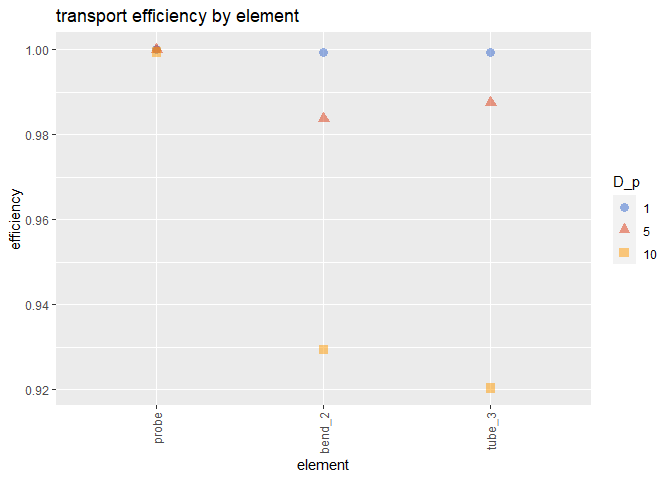 transport efficiency by element
1.00
0.98
0.96
0.94
0.92
efficiency
probe
bend_2
tube_3
element
D_p
1
5
10